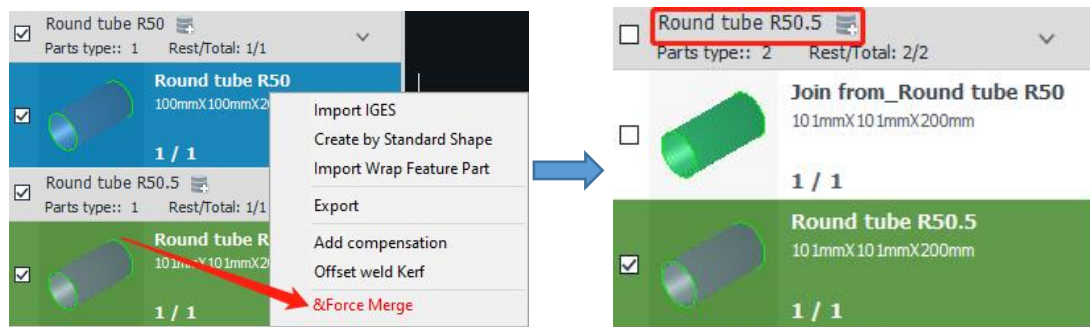 Round tube R50
Parts type:: 1 Rest/Total: 1/1
Round tube R50
100mmX100mmX2
1 / 1
Round tube R50.5
Parts type:: 1 Rest/Total: 1/1
Round tube R
101mmX101mmX2
1 / 1
Import IGES
Create by Standard Shape
Import Wrap Feature Part
Export
Add compensation
Offset weld Kerf
&Force Merge
Round tube R50.5
Parts type:: 2 Rest/Total: 2/2
Join from_Round tube R50
101mmX101mmX200mm
1 / 1
Round tube R50.5
101mmX101mmX200mm
1 / 1